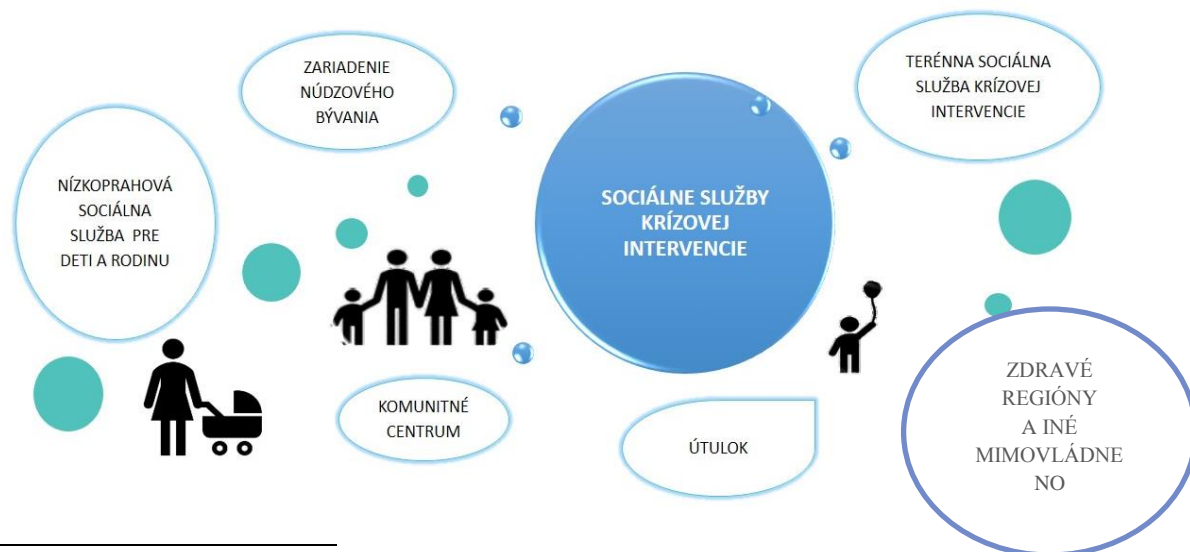 ZARIADENIE
NÚDZOVÉHO
BÝVANIA
TERÉNNA SOCIÁLNA
SLUŽBA KRÍZOVEJ
INTERVENCIE
NÍZKOPRAHOVÁ
SOCIÁLNA
SLUŽBA PRE
DETI A RODINU
SOCIÁLNE SLUŽBY
KRÍZOVEJ
INTERVENCIE
KOMUNITNÉ
CENTRUM
ÚTULOK
ZDRAVÉ
REGIÓNY
A INÉ
MIMOVLÁDNE
NO